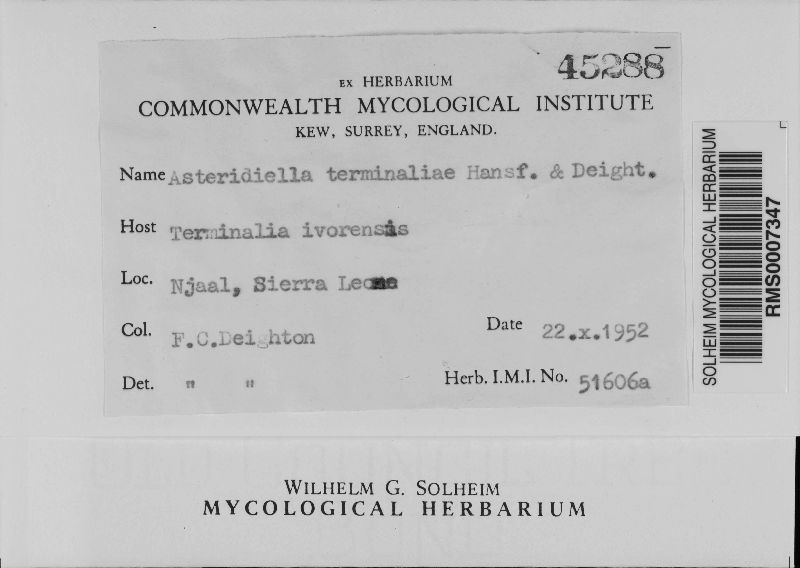 45288
EX HERBARIUM
COMMONWEALTH MYCOLOGICAL INSTITUTE
KEW, SURREY, ENGLAND.
Name Asteridiella terminaliae Hansf. & Deight.
Host Terminalia ivorensis
Loc. Njaal, Sierra Leone
Col. F.C.Deighton Date 22.x.1952
Det. " " Herb. I.M.I. No. 51606a
SOLHEIM MYCOLOGICAL HERBARIUM
RMS0007347
WILHELM G. SOLHEIM
MYCOLOGICAL HERBARIUM